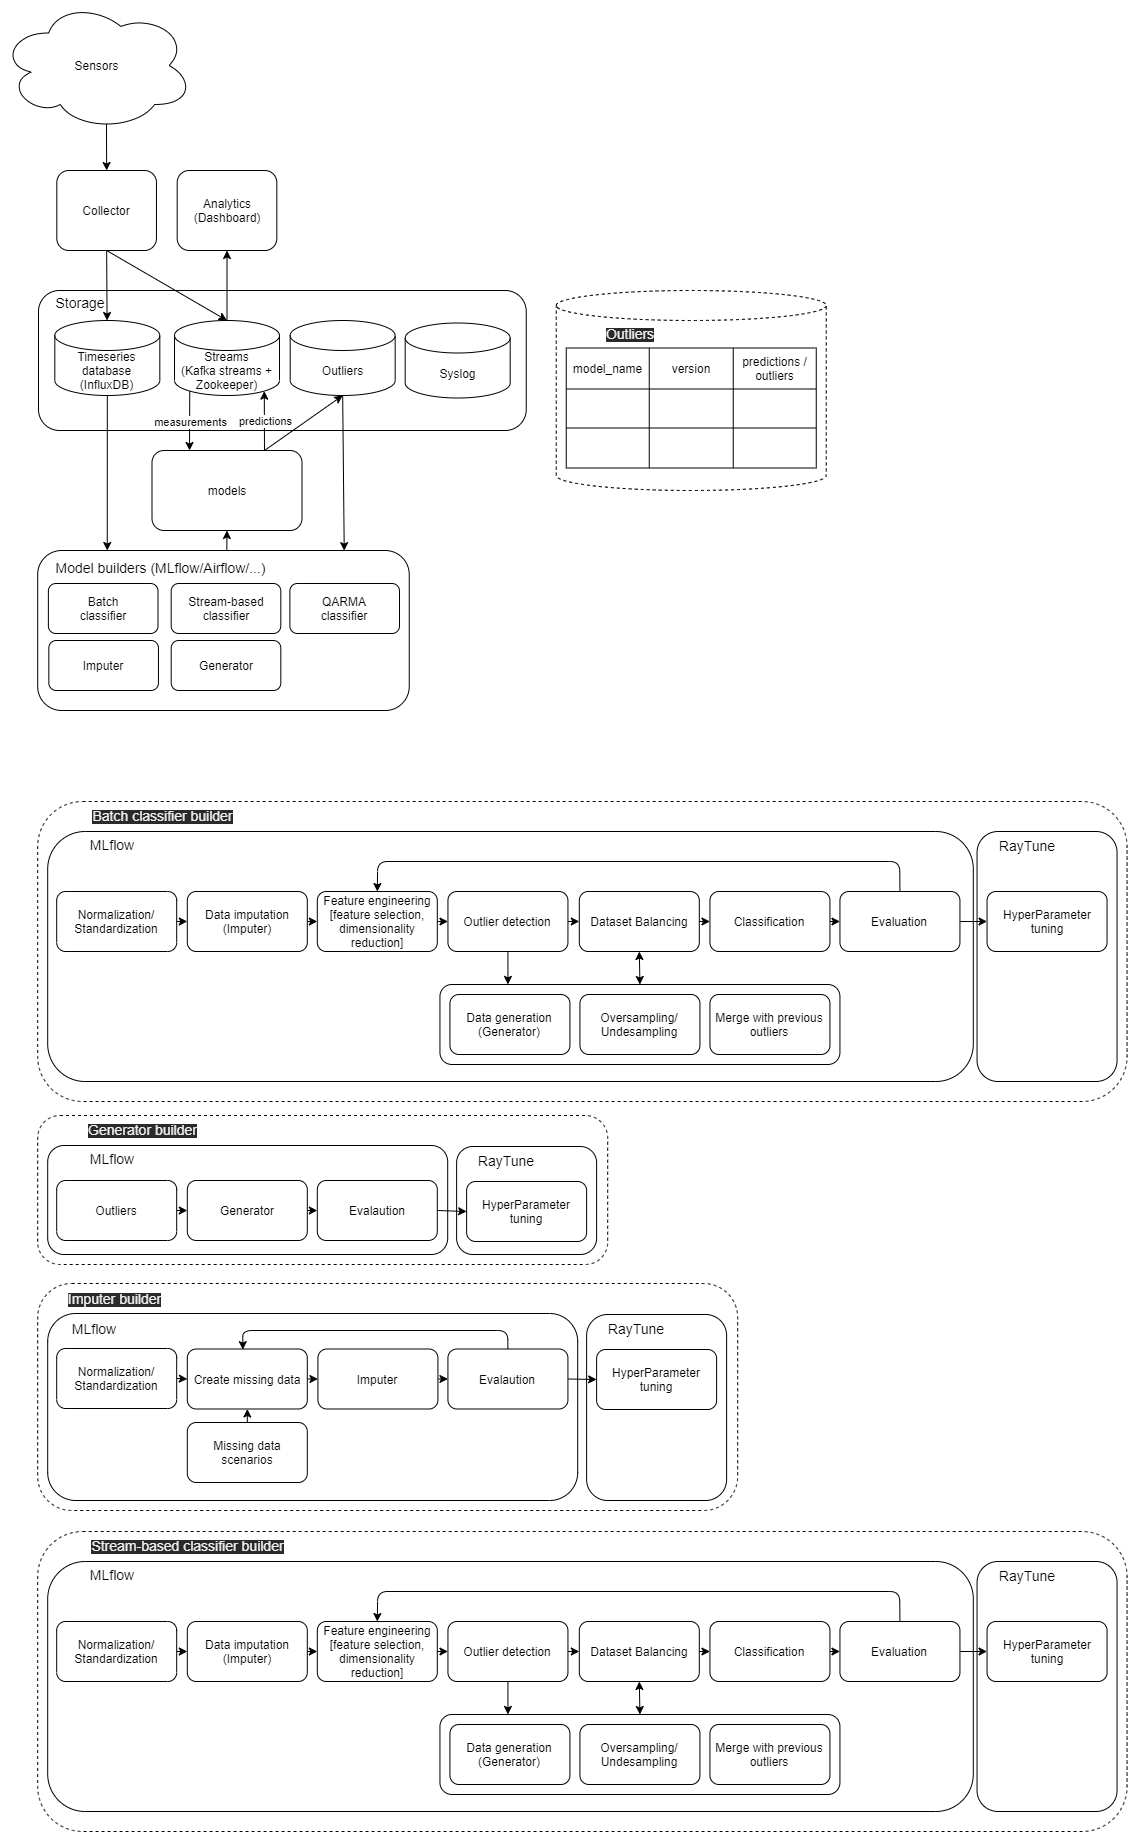 Sensors
Collector
Analytics
(Dashboard)
Storage
Timeseries
database
(InfluxDB)
Streams
(Kafka streams +
Zookeeper)
Outliers
Syslog
measurements
predictions
models
Outliers
model_name
version
predictions /
outliers
Model builders (MLflow/Airflow/...)
Batch
classifier
Stream-based
classifier
QARMA
classifier
Imputer
Generator
Batch classifier builder
MLflow
RayTune
Normalization/
Standardization
Data imputation
(Imputer)
Feature engineering
[feature selection,
dimensionality
reduction]
Outlier detection
Dataset Balancing
Classification
Evaluation
HyperParameter
tuning
Data generation
(Generator)
Oversampling/
Undesampling
Merge with previous
outliers
Generator builder
MLflow
RayTune
Outliers
Generator
Evalaution
HyperParameter
tuning
Imputer builder
MLflow
RayTune
Normalization/
Standardization
Create missing data
Imputer
Evalaution
HyperParameter
tuning
Missing data
scenarios
Stream-based classifier builder
MLflow
RayTune
Normalization/
Standardization
Data imputation
(Imputer)
Feature engineering
[feature selection,
dimensionality
reduction]
Outlier detection
Dataset Balancing
Classification
Evaluation
HyperParameter
tuning
Data generation
(Generator)
Oversampling/
Undesampling
Merge with previous
outliers